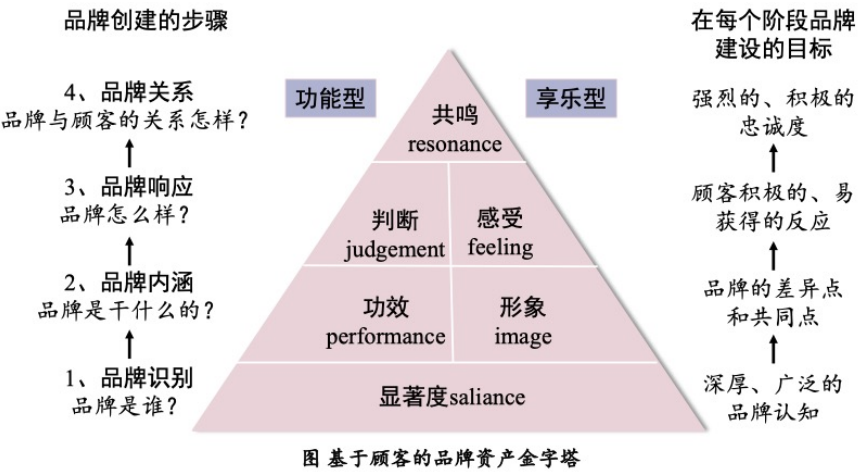 品牌创建的步骤
在每个阶段品牌
建设的目标
4、品牌关系
品牌与顾客的关系怎样？
3、品牌响应
品牌怎么样？
2、品牌内涵
品牌是干什么的？
1、品牌识别
品牌是谁？
功能型
享乐型
共鸣
resonance
判断
judgement
感受
feeling
功效
performance
形象
image
显著度saliance
强烈的、积极的
忠诚度
顾客积极的、易
获得的反应
品牌的差异点
和共同点
深厚、广泛的
品牌认知
图 基于顾客的品牌资产金字塔